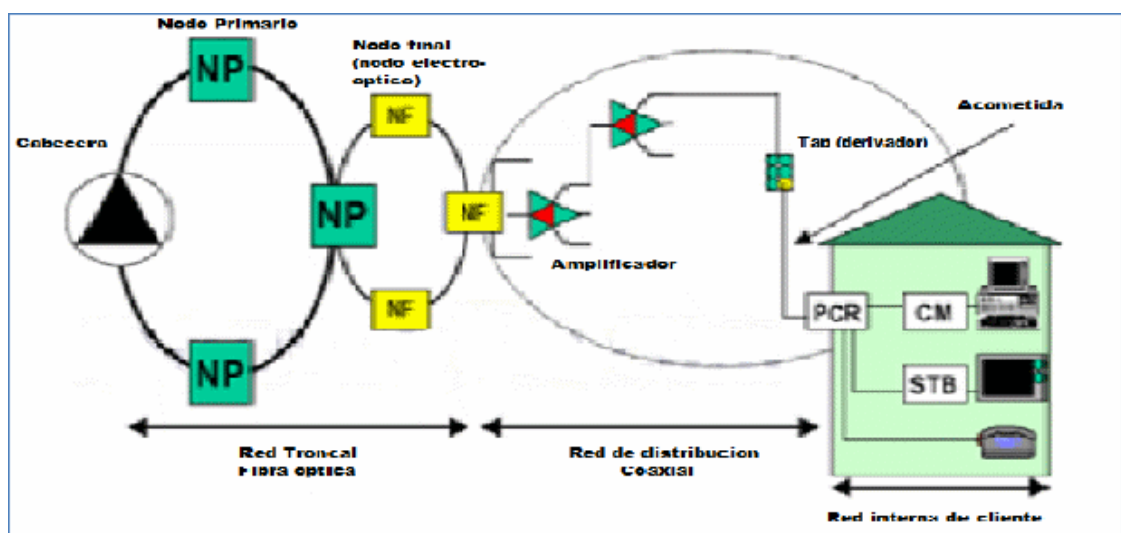 Nodo Primario
NP
Nodo final
(nodo electro-
optico)
NF
Cabecera
Acometida
Tap (derivador)
NP
NF
Amplificador
NF
PCR
CM
NP
STB
Red Troncal
Fibra optica
Red de distribucion
Coaxial
Red interna de cliente